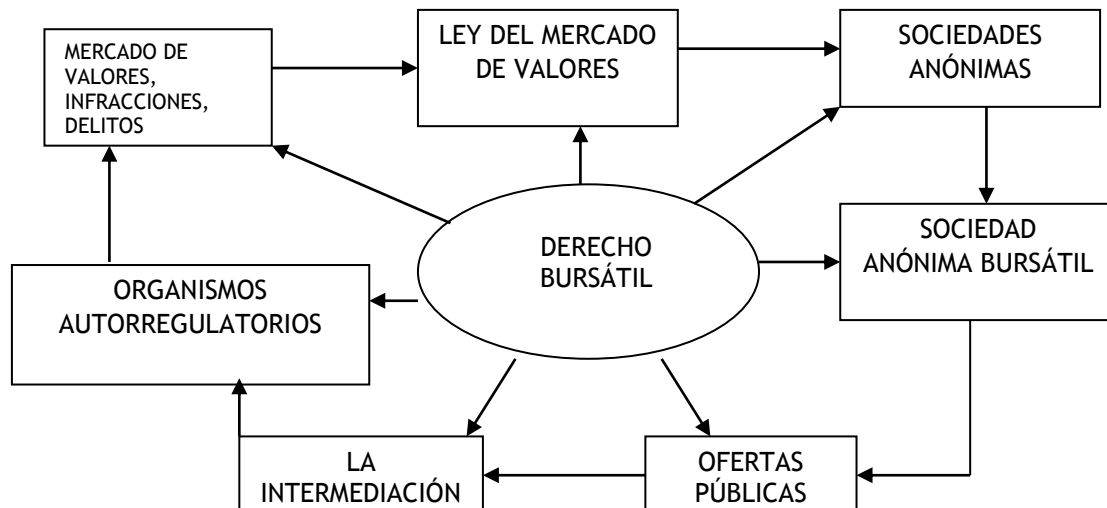 MERCADO DE
VALORES,
INFRACCIONES,
DELITOS
LEY DEL MERCADO
DE VALORES
SOCIEDADES
ANÓNIMAS
DERECHO
BURSÁTIL
SOCIEDAD
ANÓNIMA BURSÁTIL
ORGANISMOS
AUTORREGULATORIOS
LA
INTERMEDIACIÓN
OFERTAS
PÚBLICAS